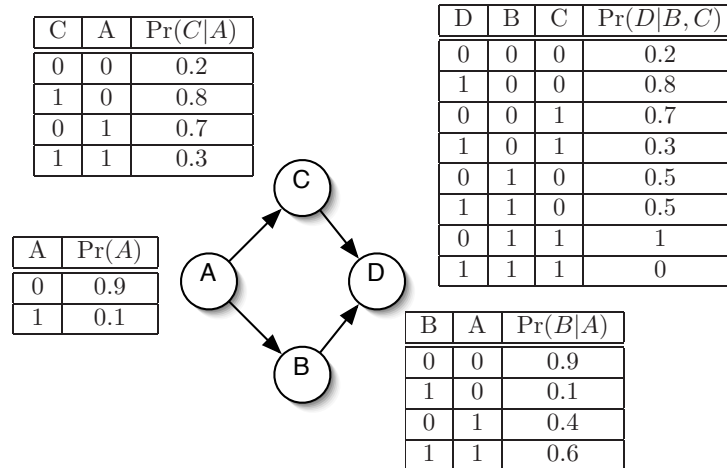 C A Pr(C|A)
0 0 0.2
1 0 0.8
0 1 0.7
1 1 0.3
D B C Pr(D|B, C)
0 0 0 0.2
1 0 0 0.8
0 0 1 0.7
1 0 1 0.3
0 1 0 0.5
1 1 0 0.5
0 1 1 1
1 1 1 0
A Pr(A)
0 0.9
1 0.1
C
A
D
B
B A Pr(B|A)
0 0 0.9
1 0 0.1
0 1 0.4
1 1 0.6